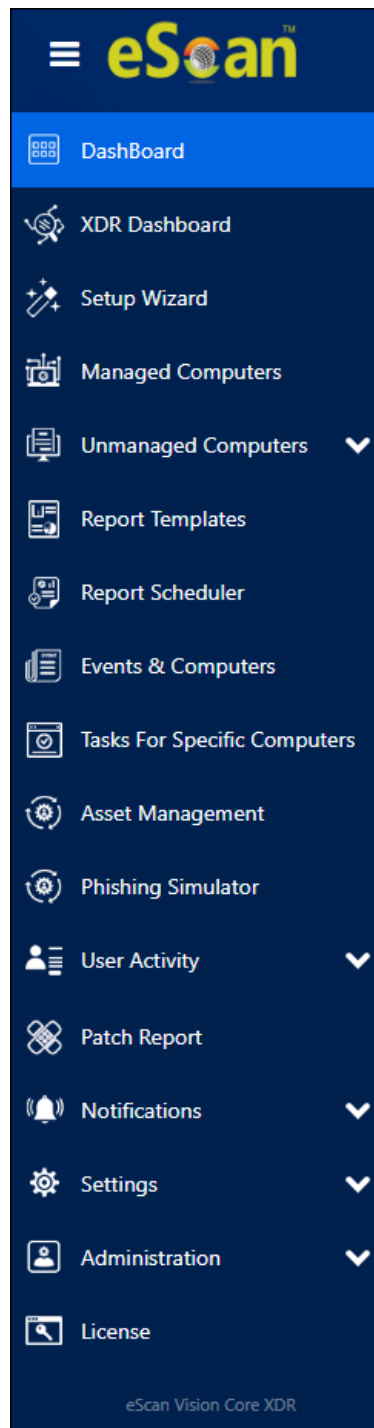 eScan™
DashBoard
XDR Dashboard
Setup Wizard
Managed Computers
Unmanaged Computers
Report Templates
Report Scheduler
Events & Computers
Tasks For Specific Computers
Asset Management
Phishing Simulator
User Activity
Patch Report
Notifications
Settings
Administration
License
eScan Vision Core XDR